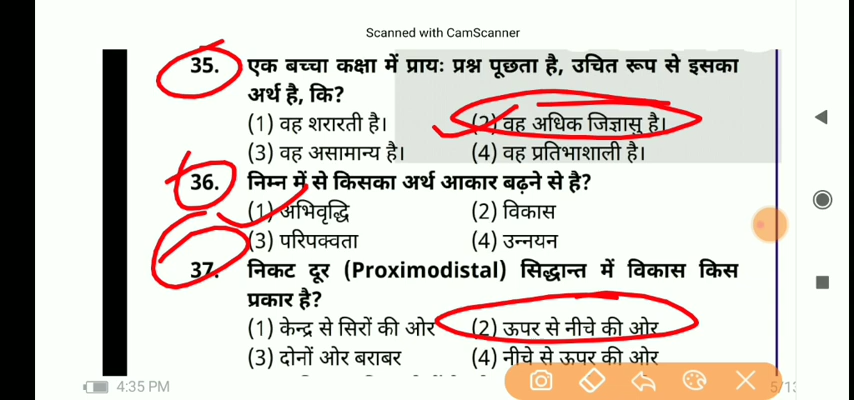 Scanned with CamScanner
35. एक बच्चा कक्षा में प्रायः प्रश्न पूछता है, उचित रूप से इसका
अर्थ है, कि?
(1) वह शरारती है। (2) वह अधिक जिज्ञासु है।
(3) वह असामान्य है। (4) वह प्रतिभाशाली है।
36. निम्न में से किसका अर्थ आकार बढ़ने से है?
(1) अभिवृद्धि (2) विकास
(3) परिपक्वता (4) उन्नयन
37. निकट दूर (Proximodistal) सिद्धान्त में विकास किस
प्रकार है?
(1) केन्द्र से सिरों की ओर (2) ऊपर से नीचे की ओर
(3) दोनों ओर बराबर (4) नीचे से ऊपर की ओर
4:35 PM